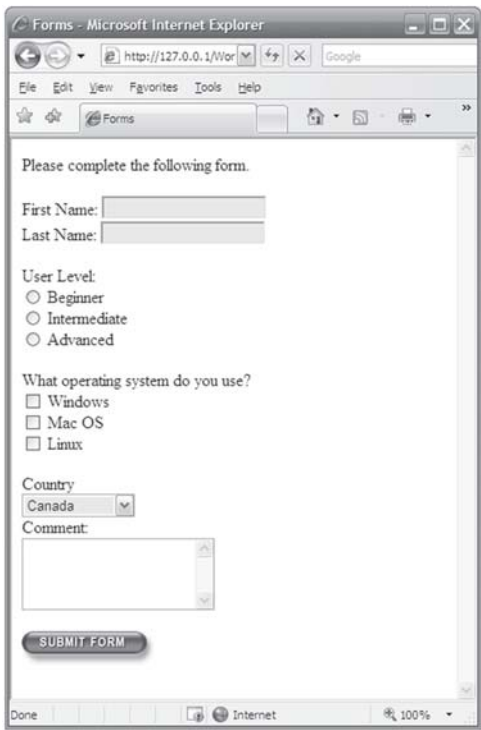 Forms - Microsoft Internet Explorer
http://127.0.0.1/Wor
Google
File Edit View Favorites Tools Help
Forms
»
Please complete the following form.
First Name:
Last Name:
User Level:
Beginner
Intermediate
Advanced
What operating system do you use?
Windows
Mac OS
Linux
Country
Canada
Comment:
SUBMIT FORM
Done Internet 100%